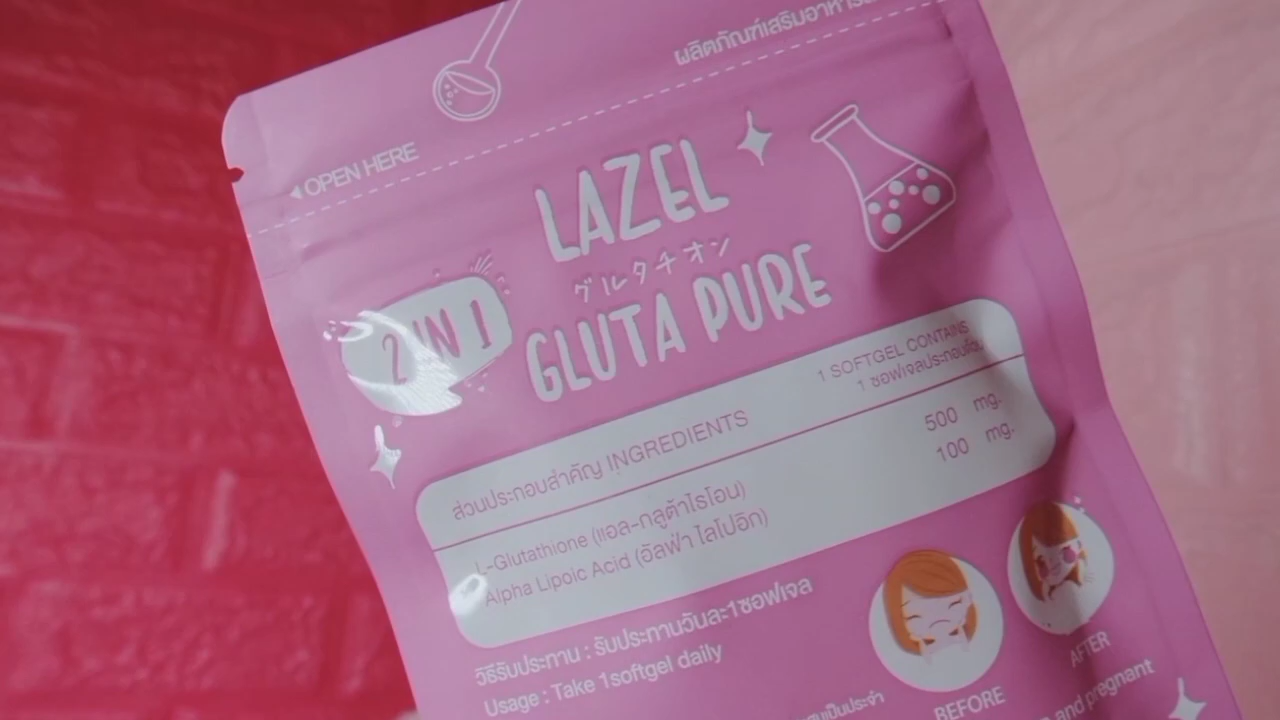 ผลิตภัณฑ์เสริมอาหาร
OPEN HERE
LAZEL
グルタチオン
2 IN 1
GLUTA PURE
1 SOFTGEL CONTAINS
1 ซอฟเจลประกอบด้วย
ส่วนประกอบสำคัญ INGREDIENTS
L-Glutathione (แอล-กลูต้าไธโอน) 500 mg.
Alpha Lipoic Acid (อัลฟ่า ไลโปอิก) 100 mg.
วิธีรับประทาน : รับประทานวันละ1ซอฟเจล
Usage : Take 1softgel daily
BEFORE
AFTER
and pregnant